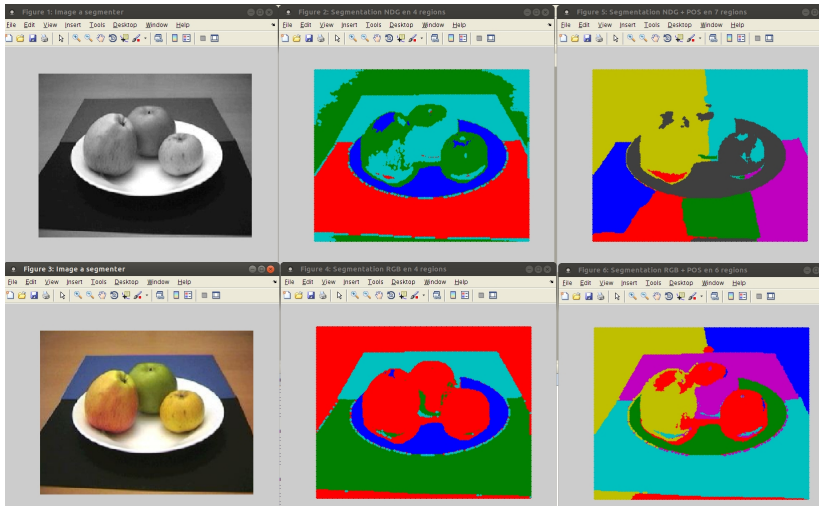 Figure 1: Image a segmenter
File Edit View Insert Tools Desktop Window Help
Figure 2: Segmentation NDG en 4 regions
File Edit View Insert Tools Desktop Window Help
Figure 5: Segmentation NDG + POS en 7 regions
File Edit View Insert Tools Desktop Window Help
Figure 3: Image a segmenter
File Edit View Insert Tools Desktop Window Help
Figure 4: Segmentation RGB en 4 regions
File Edit View Insert Tools Desktop Window Help
Figure 6: Segmentation RGB + POS en 6 regions
File Edit View Insert Tools Desktop Window Help